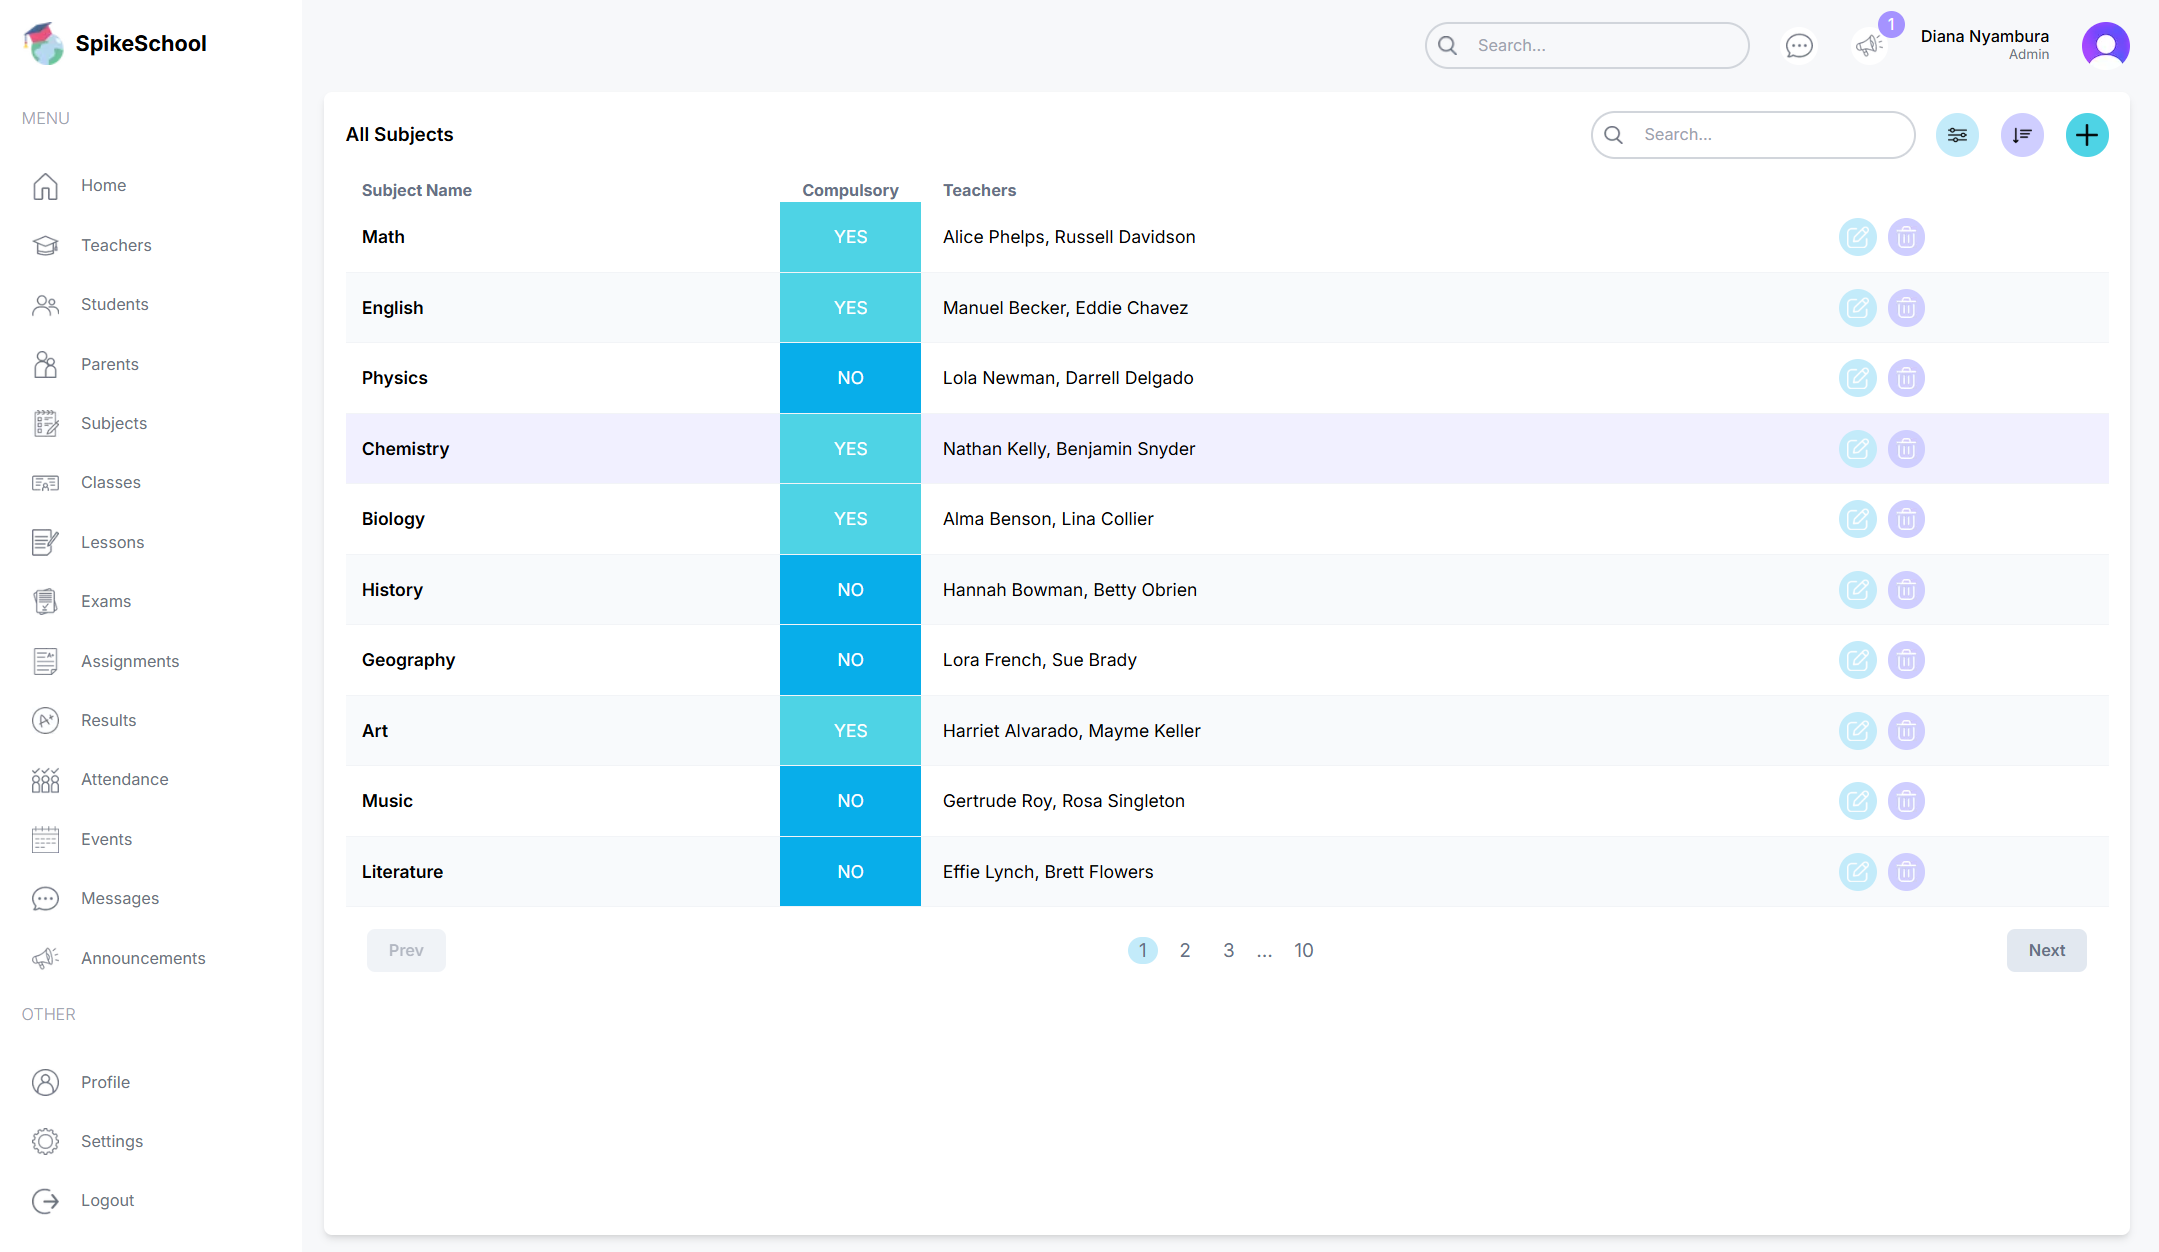 SpikeSchool
Search...
1
Diana Nyambura
Admin
MENU
Home
Teachers
Students
Parents
Subjects
Classes
Lessons
Exams
Assignments
Results
Attendance
Events
Messages
Announcements
OTHER
Profile
Settings
Logout
All Subjects
Search...
Subject Name Compulsory Teachers
Math YES Alice Phelps, Russell Davidson
English YES Manuel Becker, Eddie Chavez
Physics NO Lola Newman, Darrell Delgado
Chemistry YES Nathan Kelly, Benjamin Snyder
Biology YES Alma Benson, Lina Collier
History NO Hannah Bowman, Betty Obrien
Geography NO Lora French, Sue Brady
Art YES Harriet Alvarado, Mayme Keller
Music NO Gertrude Roy, Rosa Singleton
Literature NO Effie Lynch, Brett Flowers
Prev 1 2 3 ... 10 Next